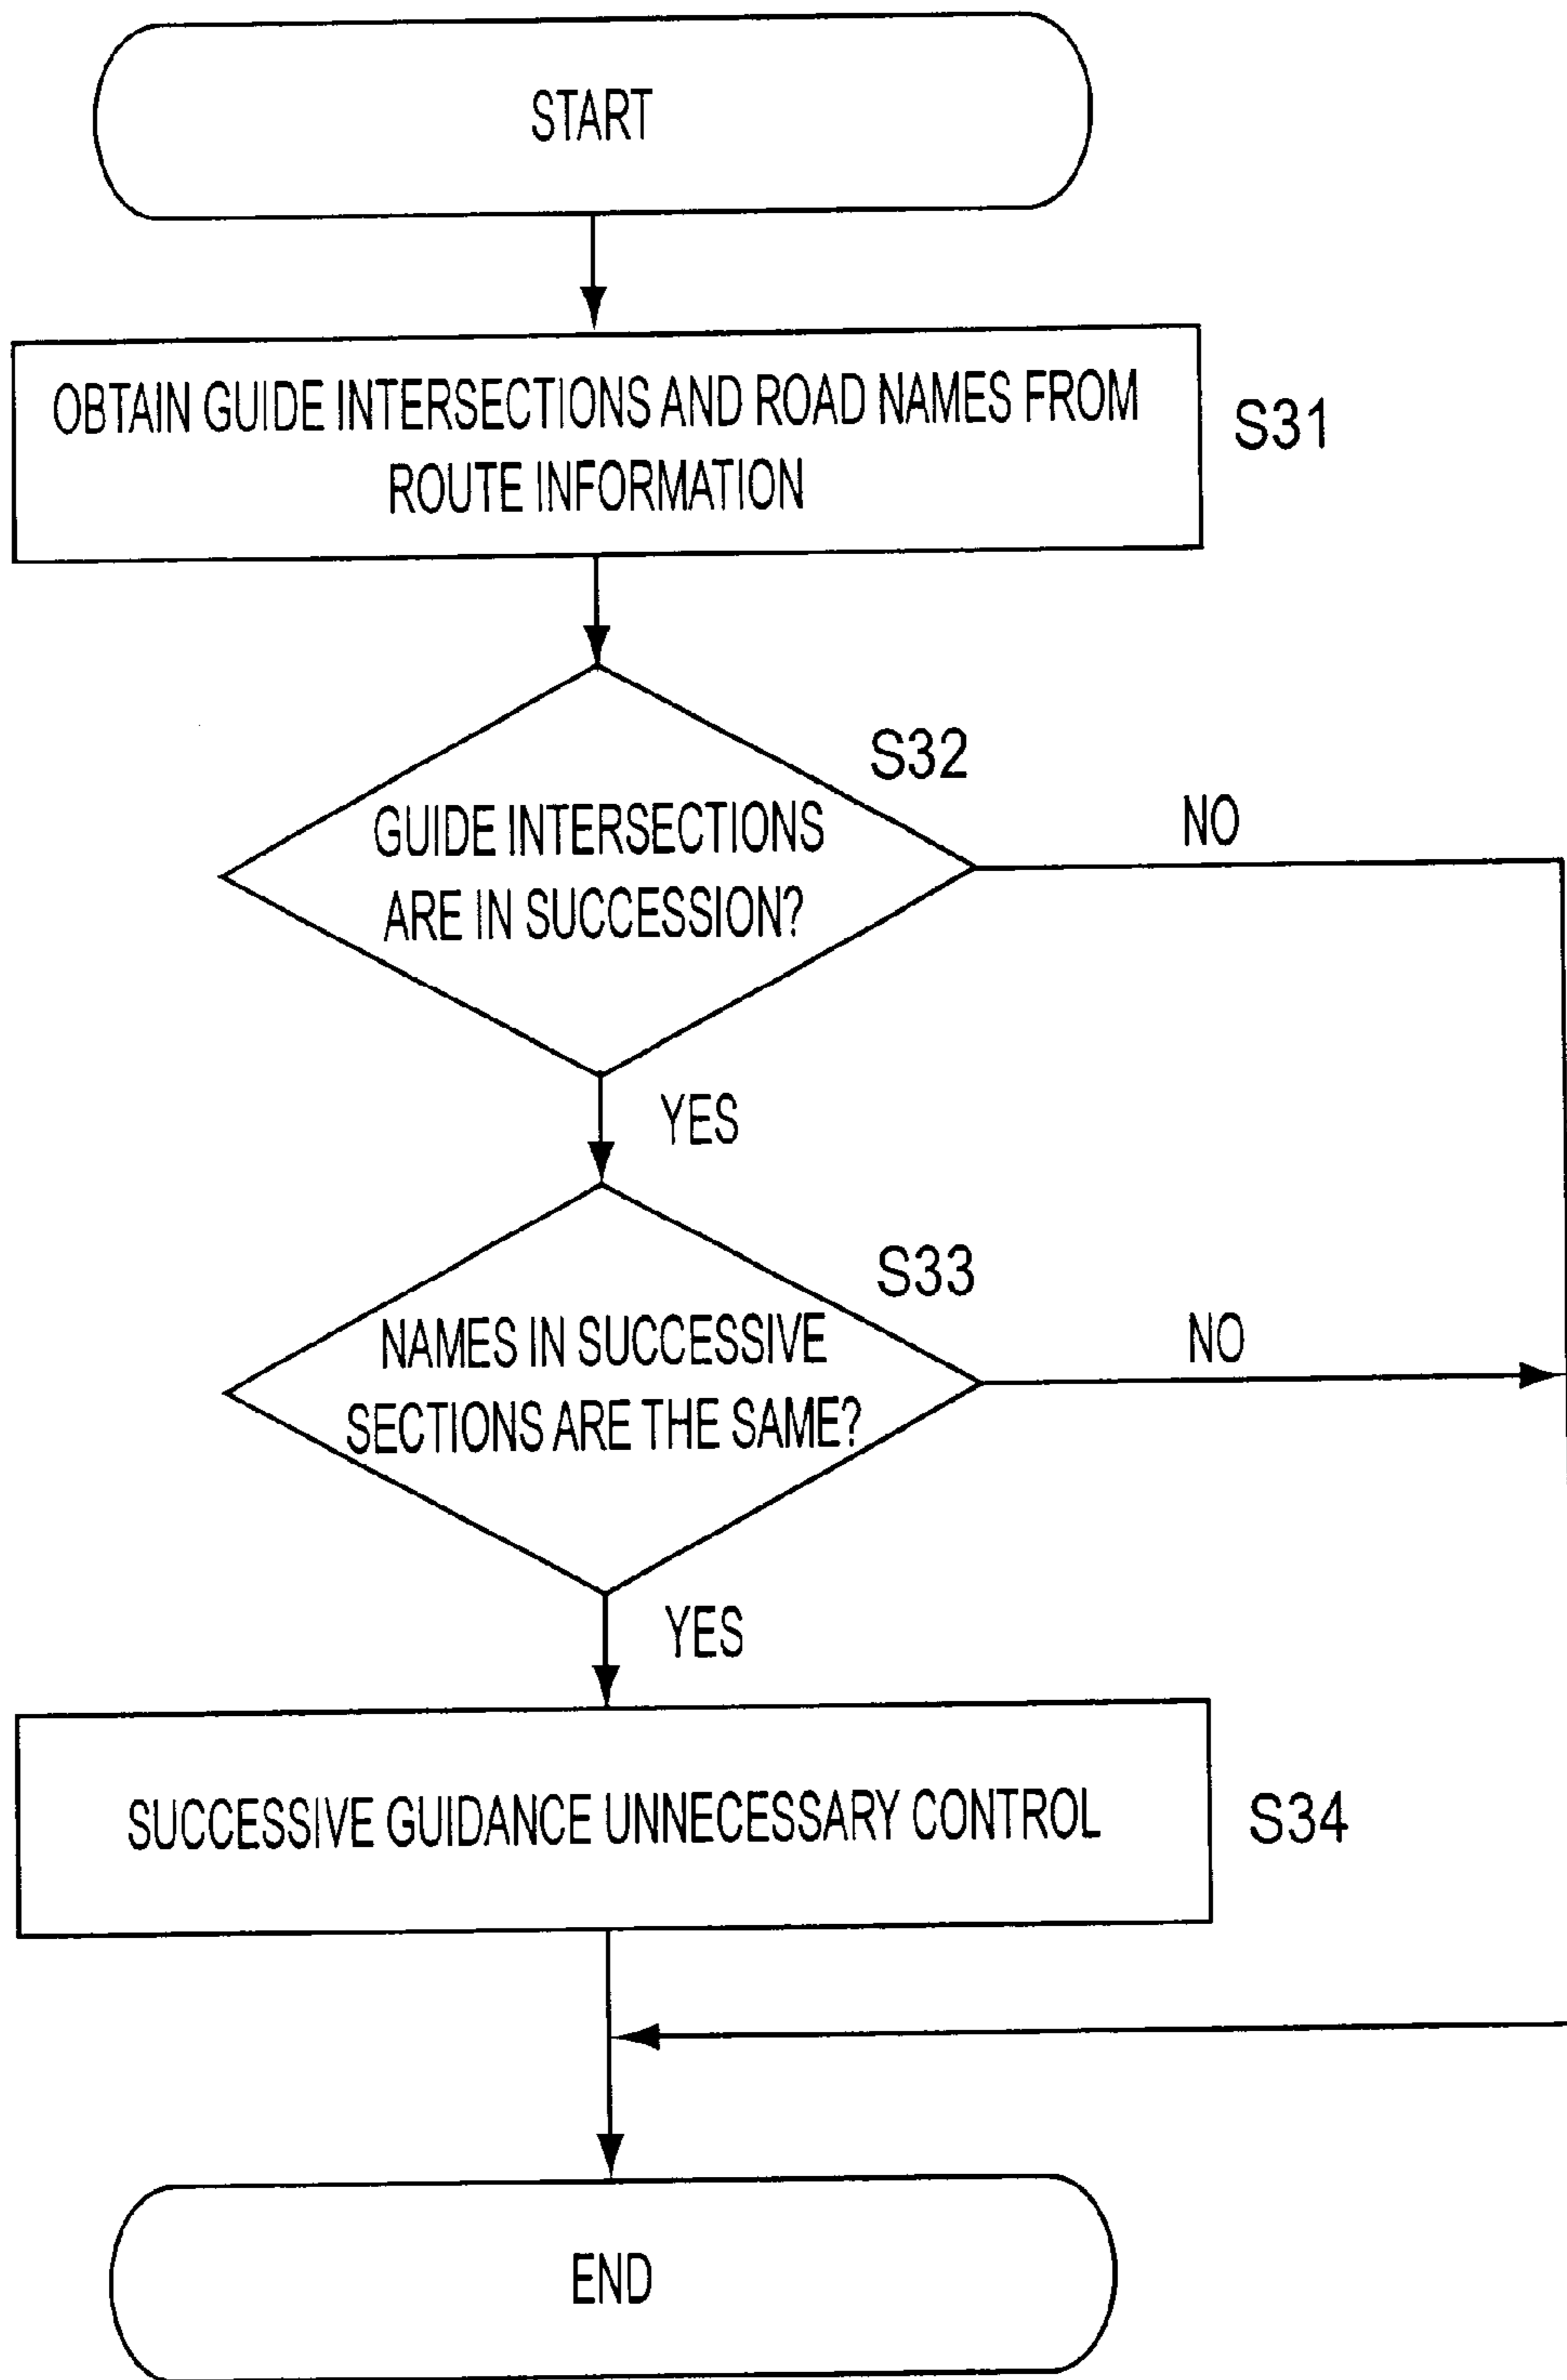 START
OBTAIN GUIDE INTERSECTIONS AND ROAD NAMES FROM
ROUTE INFORMATION
S31
S32
GUIDE INTERSECTIONS
ARE IN SUCCESSION?
NO
YES
S33
NAMES IN SUCCESSIVE
SECTIONS ARE THE SAME?
NO
YES
SUCCESSIVE GUIDANCE UNNECESSARY CONTROL
S34
END